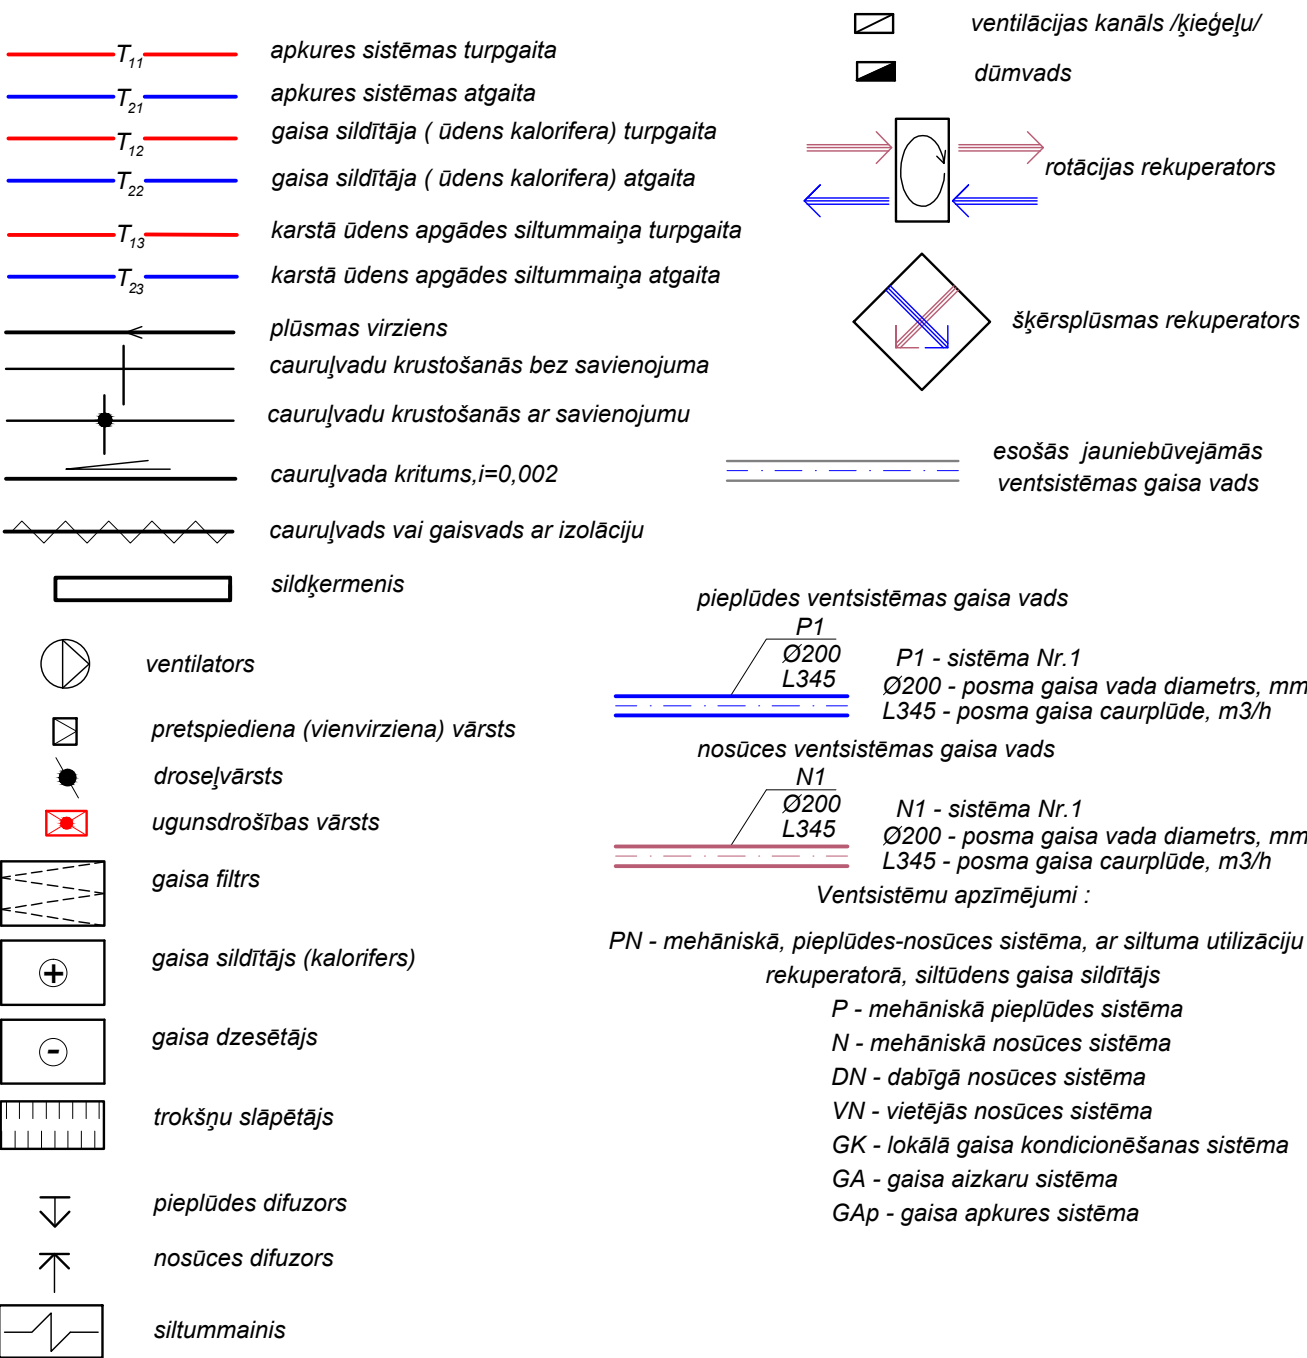 T11 apkures sistēmas turpgaita
T21 apkures sistēmas atgaita
T12 gaisa sildītāja ( ūdens kalorifera) turpgaita
T22 gaisa sildītāja ( ūdens kalorifera) atgaita
T13 karstā ūdens apgādes siltummaiņa turpgaita
T23 karstā ūdens apgādes siltummaiņa atgaita
plūsmas virziens
cauruļvadu krustošanās bez savienojuma
cauruļvadu krustošanās ar savienojumu
cauruļvada kritums,i=0,002
cauruļvads vai gaisvads ar izolāciju
sildķermenis
ventilators
pretspiediena (vienvirziena) vārsts
droseļvārsts
ugunsdrošības vārsts
gaisa filtrs
+ gaisa sildītājs (kalorifers)
- gaisa dzesētājs
trokšņu slāpētājs
pieplūdes difuzors
nosūces difuzors
siltummainis
ventilācijas kanāls /ķieģeļu/
dūmvads
rotācijas rekuperators
šķērsplūsmas rekuperators
esošās jauniebūvejāmās
ventsistēmas gaisa vads
pieplūdes ventsistēmas gaisa vads
P1
Ø200
L345
P1 - sistēma Nr.1
Ø200 - posma gaisa vada diametrs, mm
L345 - posma gaisa caurplūde, m3/h
nosūces ventsistēmas gaisa vads
N1
Ø200
L345
N1 - sistēma Nr.1
Ø200 - posma gaisa vada diametrs, mm
L345 - posma gaisa caurplūde, m3/h
Ventsistēmu apzīmējumi :
PN - mehāniskā, pieplūdes-nosūces sistēma, ar siltuma utilizāciju
rekuperatorā, siltūdens gaisa sildītājs
P - mehāniskā pieplūdes sistēma
N - mehāniskā nosūces sistēma
DN - dabīgā nosūces sistēma
VN - vietējās nosūces sistēma
GK - lokālā gaisa kondicionēšanas sistēma
GA - gaisa aizkaru sistēma
GAp - gaisa apkures sistēma